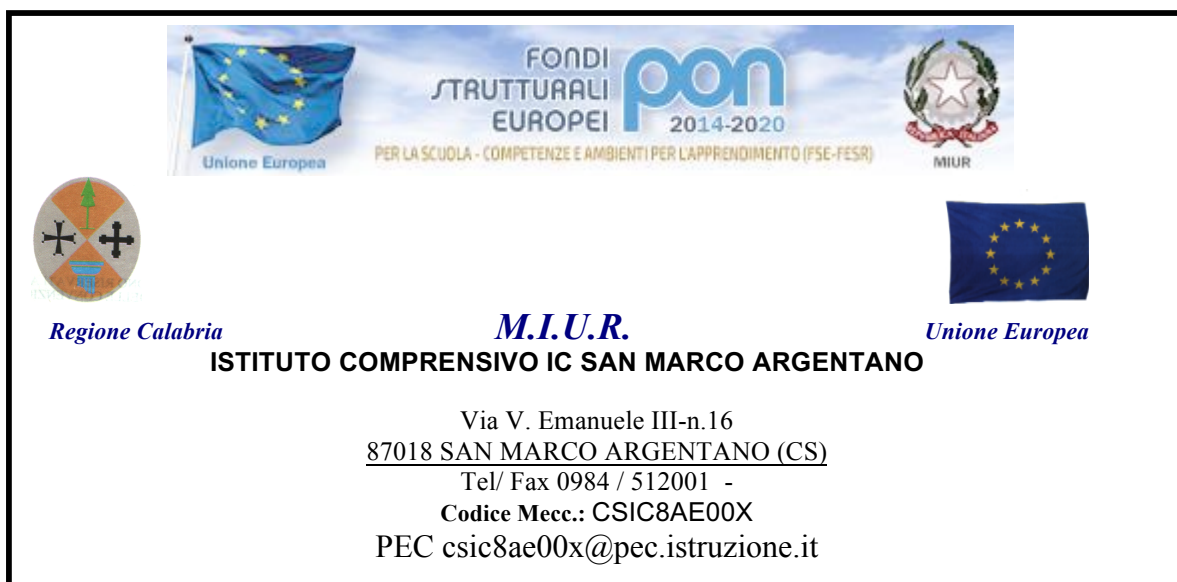 FONDI
STRUTTURALI
EUROPEI
pon
2014-2020
Unione Europea
PER LA SCUOLA - COMPETENZE E AMBIENTI PER L'APPRENDIMENTO (FSE-FESR)
MIUR
Regione Calabria
M.I.U.R.
Unione Europea
ISTITUTO COMPRENSIVO IC SAN MARCO ARGENTANO
Via V. Emanuele III-n.16
87018 SAN MARCO ARGENTANO (CS)
Tel/ Fax 0984 / 512001 -
Codice Mecc.: CSIC8AE00X
PEC csic8ae00x@pec.istruzione.it